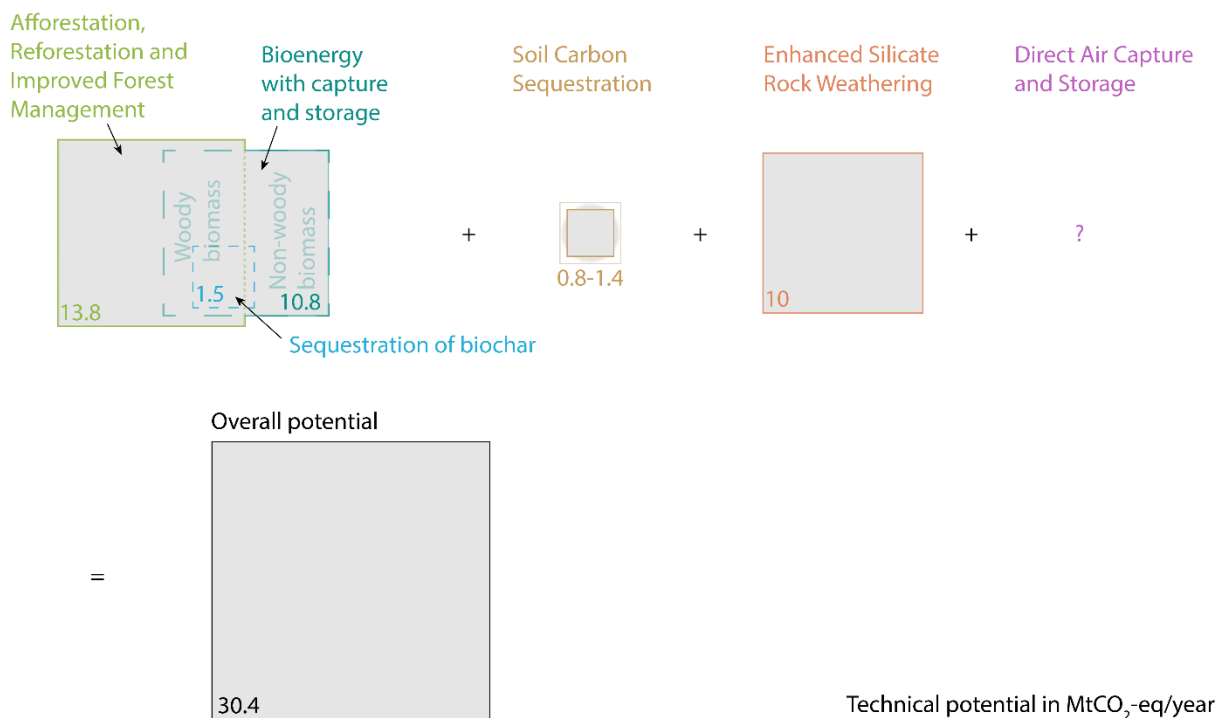 Afforestation,
Reforestation and
Improved Forest
Management
Bioenergy
with capture
and storage
Soil Carbon
Sequestration
Enhanced Silicate
Rock Weathering
Direct Air Capture
and Storage
Woody
biomass
Non-woody
biomass
13.8
1.5
10.8
+
0.8-1.4
+
10
+
?
Sequestration of biochar
Overall potential
=
30.4
Technical potential in MtCO₂-eq/year